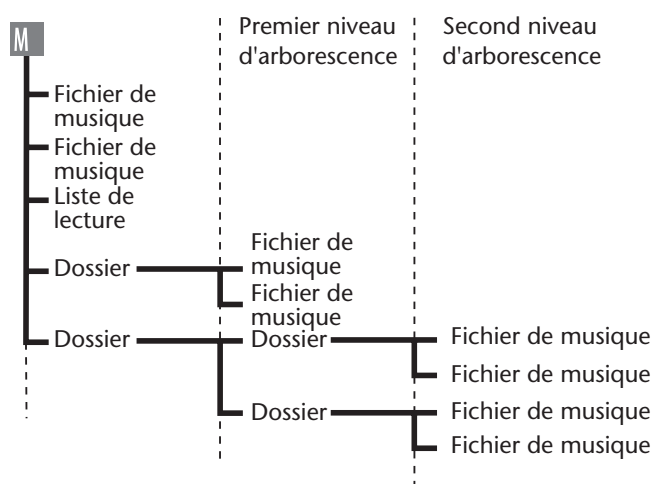 M
Premier niveau
d'arborescence
Second niveau
d'arborescence
Fichier de
musique
Fichier de
musique
Liste de
lecture
Dossier
Fichier de
musique
Fichier de
musique
Dossier
Dossier
Fichier de musique
Fichier de musique
Dossier
Fichier de musique
Fichier de musique